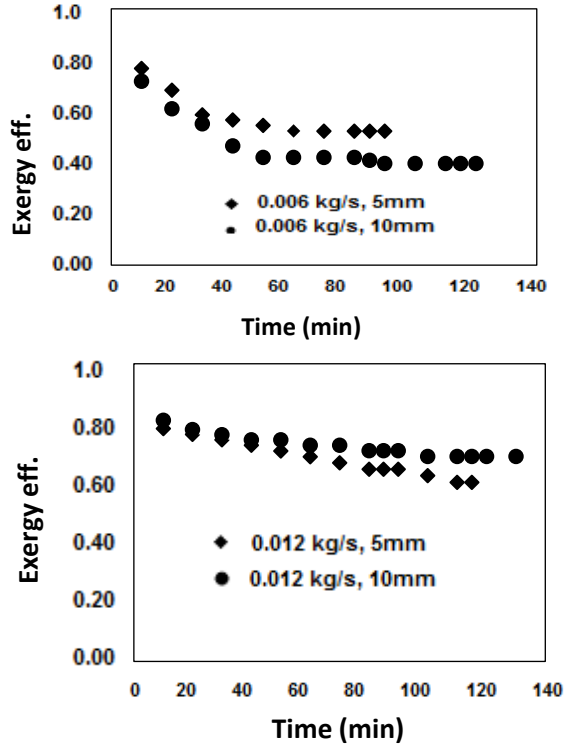 1.0
0.80
0.60
0.40
0.20
0.00
Exergy eff.
0.006 kg/s, 5mm
0.006 kg/s, 10mm
0 20 40 60 80 100 120 140
Time (min)
1.0
0.80
0.60
0.40
0.20
0.00
Exergy eff.
0.012 kg/s, 5mm
0.012 kg/s, 10mm
0 20 40 60 80 100 120 140
Time (min)